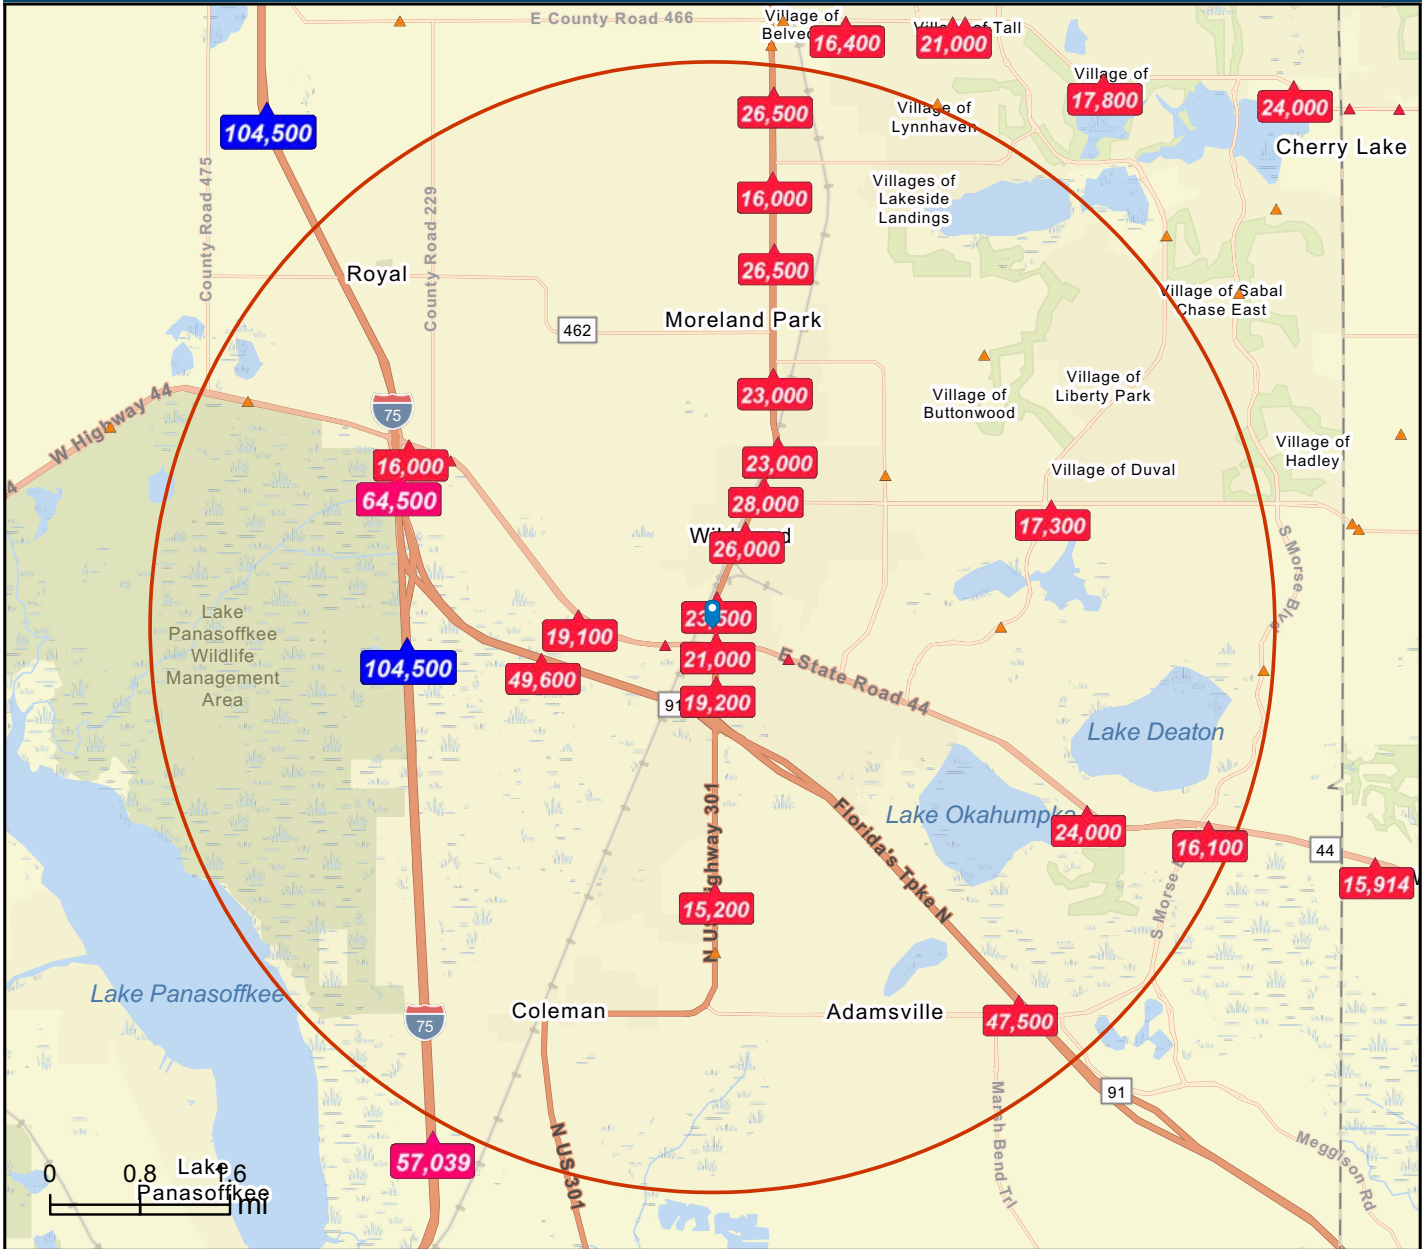 E County Road 466
Village of
16,400
21,000
Tall
Village of
17,800
24,000
Cherry Lake
104,500
26,500
Village of
Lynnhaven
County Road 475
County Road 229
16,000
Villages of
Lakeside
Landings
26,500
Royal
Village of Sabal
Chase East
462
Moreland Park
W Highway 44
75
23,000
Village of
Buttonwood
Village of
Liberty Park
Village of
Hadley
16,000
23,000
Village of Duval
64,500
28,000
17,300
26,000
S Morse Blvd
Lake
Panasoffkee
Wildlife
Management
Area
19,100
21,000
104,500
49,600
E State Road 44
91
19,200
Lake Deaton
Lake Okahumpka
24,000
16,100
44
15,914
Florida's Tpke N
15,200
Lake Panasoffkee
75
Coleman
Adamsville
47,500
91
Marsh Bend Trl
Meggison Rd
57,039
N US 301
0 0.8 1.6
mi
Lake
Panasoffkee